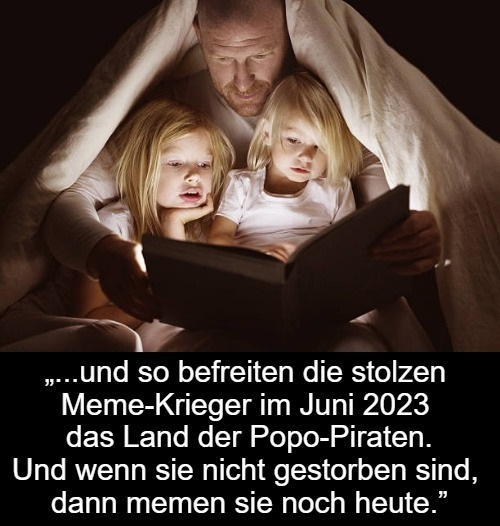 „...und so befreiten die stolzen
Meme-Krieger im Juni 2023
das Land der Popo-Piraten.
Und wenn sie nicht gestorben sind,
dann memen sie noch heute.”